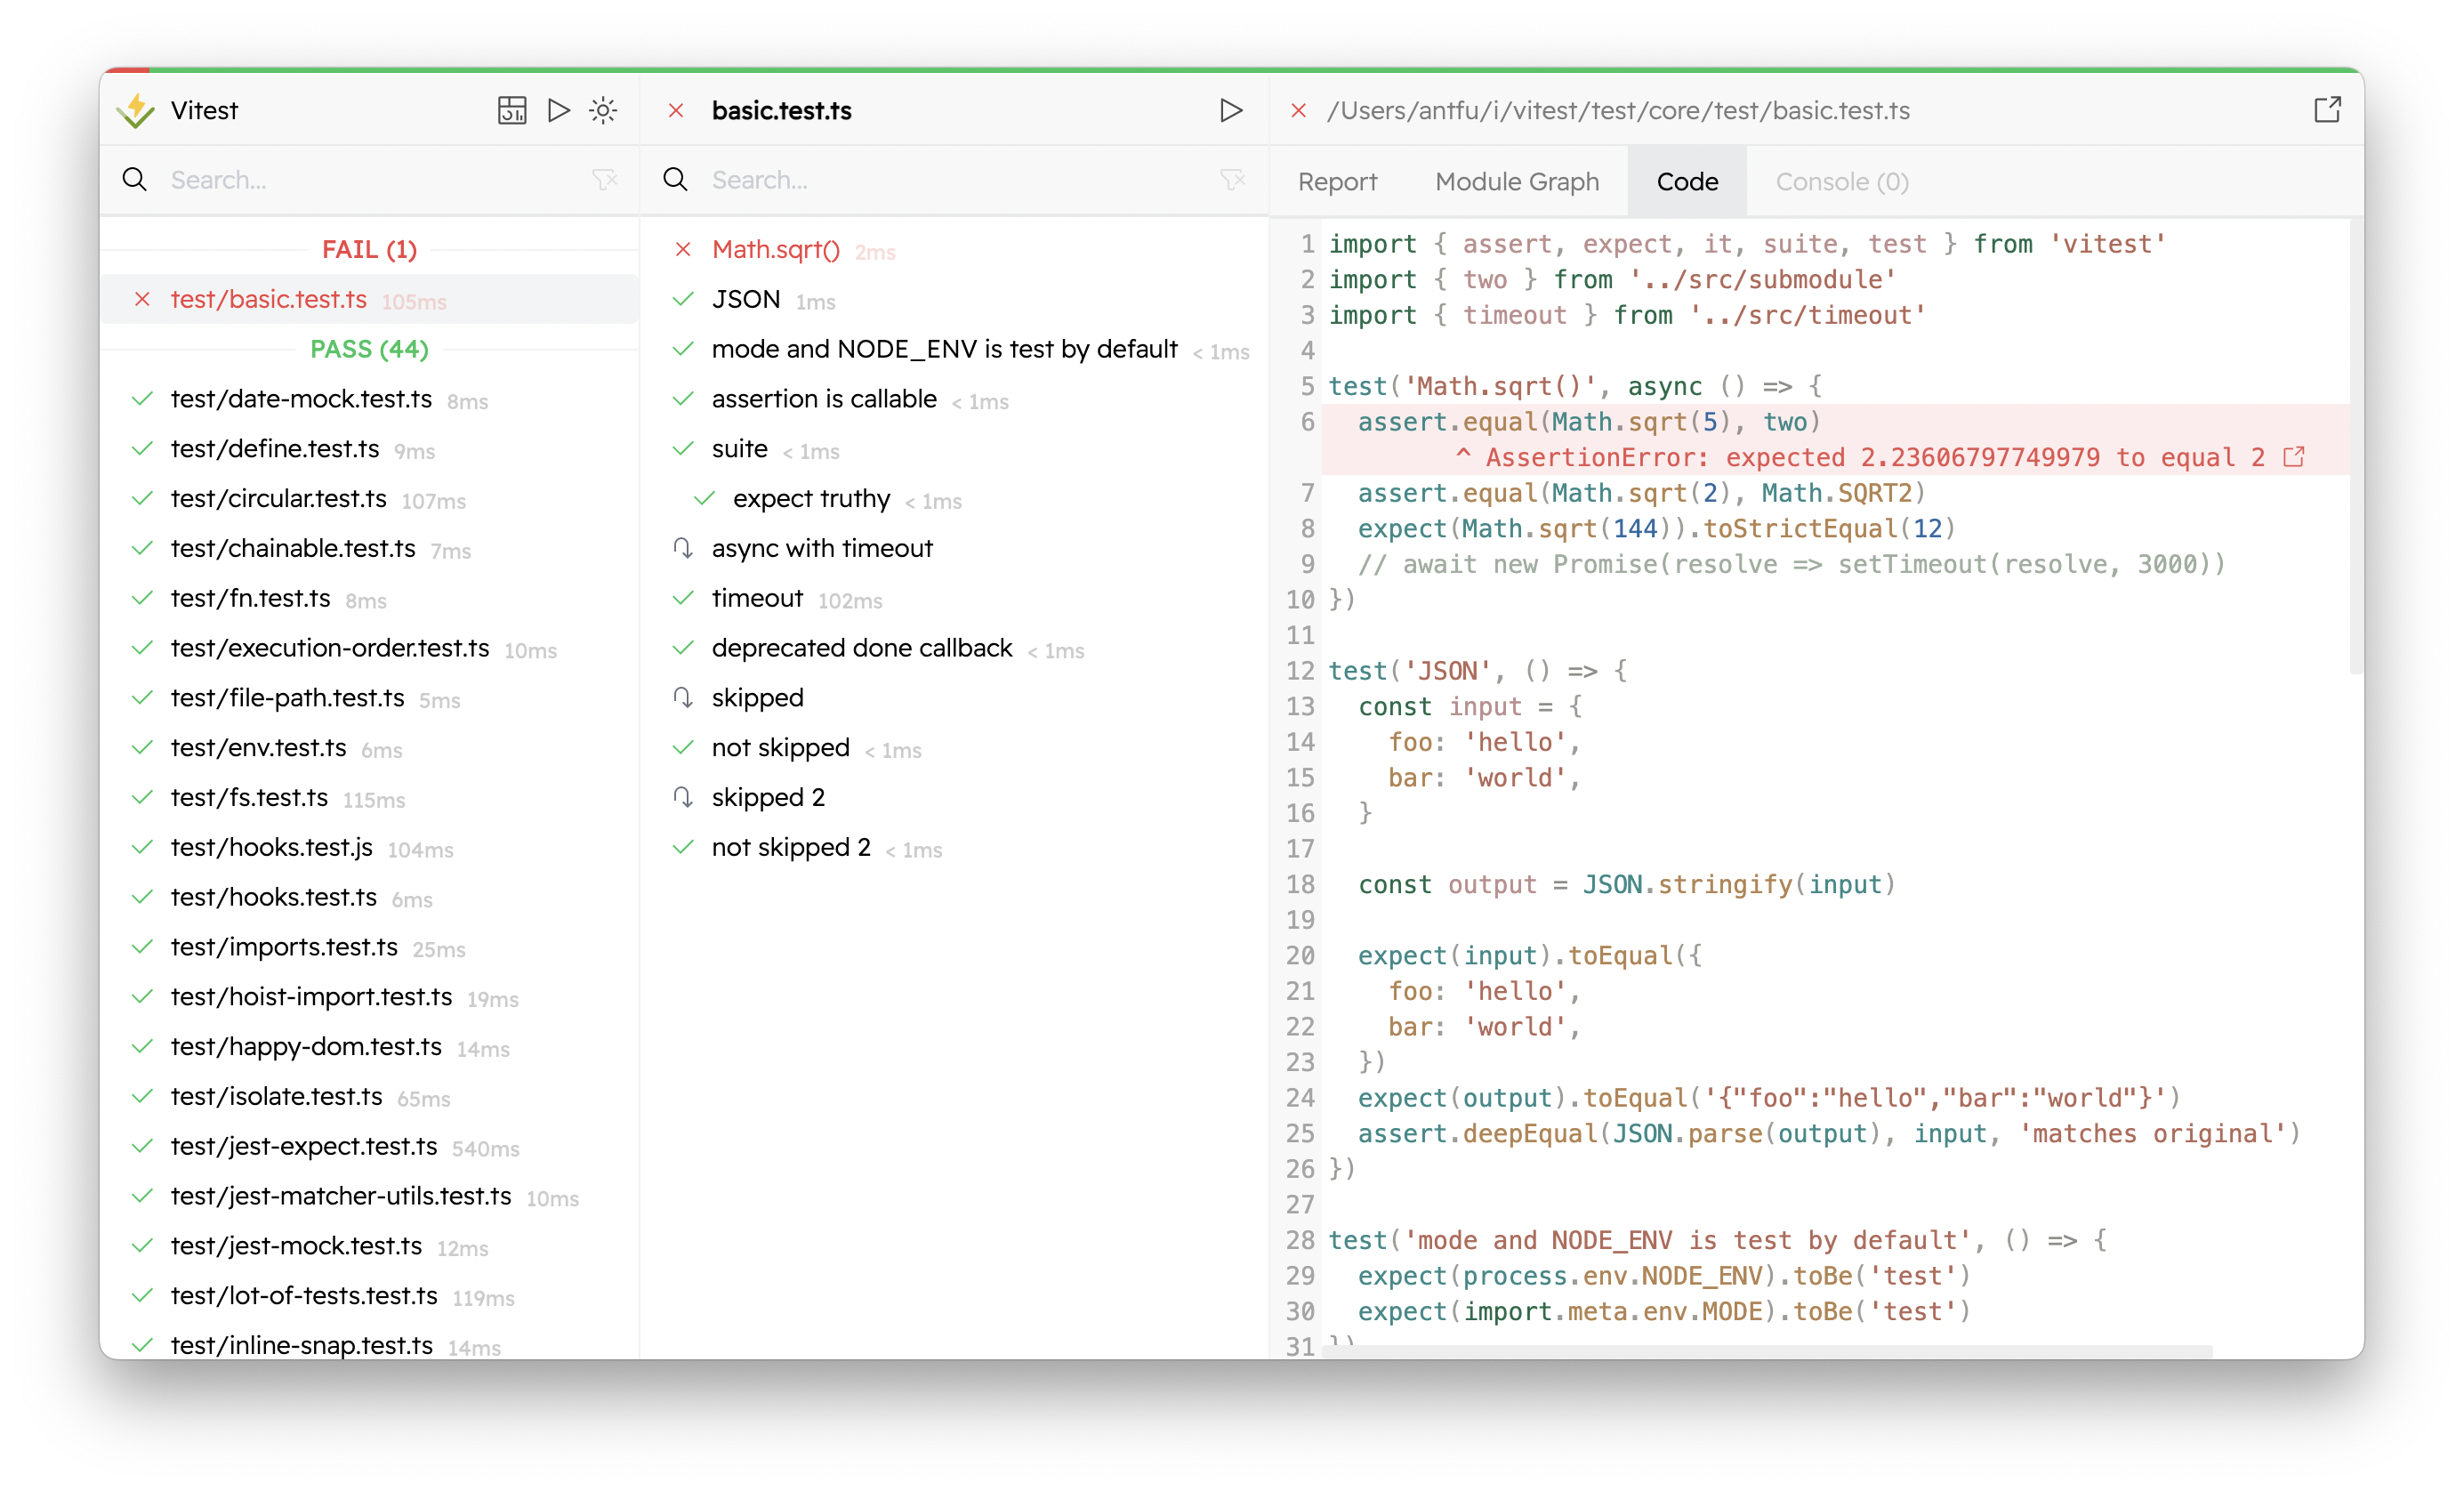 Vitest
Search...
FAIL (1)
test/basic.test.ts 105ms
PASS (44)
test/date-mock.test.ts 8ms
test/define.test.ts 9ms
test/circular.test.ts 107ms
test/chainable.test.ts 7ms
test/fn.test.ts 8ms
test/execution-order.test.ts 10ms
test/file-path.test.ts 5ms
test/env.test.ts 6ms
test/fs.test.ts 115ms
test/hooks.test.js 104ms
test/hooks.test.ts 6ms
test/imports.test.ts 25ms
test/hoist-import.test.ts 19ms
test/happy-dom.test.ts 14ms
test/isolate.test.ts 65ms
test/jest-expect.test.ts 540ms
test/jest-matcher-utils.test.ts 10ms
test/jest-mock.test.ts 12ms
test/lot-of-tests.test.ts 119ms
test/inline-snap.test.ts 14ms
basic.test.ts
Search...
Math.sqrt() 2ms
JSON 1ms
mode and NODE_ENV is test by default < 1ms
assertion is callable < 1ms
suite < 1ms
expect truthy < 1ms
async with timeout
timeout 102ms
deprecated done callback < 1ms
skipped
not skipped < 1ms
skipped 2
not skipped 2 < 1ms
/Users/antfu/i/vitest/test/core/test/basic.test.ts
Report Module Graph Code Console (0)
1 import { assert, expect, it, suite, test } from 'vitest'
2 import { two } from '../src/submodule'
3 import { timeout } from '../src/timeout'
4
5 test('Math.sqrt()', async () => {
6 assert.equal(Math.sqrt(5), two)
^ AssertionError: expected 2.23606797749979 to equal 2
7 assert.equal(Math.sqrt(2), Math.SQRT2)
8 expect(Math.sqrt(144)).toStrictEqual(12)
9 // await new Promise(resolve => setTimeout(resolve, 3000))
10 })
11
12 test('JSON', () => {
13 const input = {
14 foo: 'hello',
15 bar: 'world',
16 }
17
18 const output = JSON.stringify(input)
19
20 expect(input).toEqual({
21 foo: 'hello',
22 bar: 'world',
23 })
24 expect(output).toEqual('{"foo":"hello","bar":"world"}')
25 assert.deepEqual(JSON.parse(output), input, 'matches original')
26 })
27
28 test('mode and NODE_ENV is test by default', () => {
29 expect(process.env.NODE_ENV).toBe('test')
30 expect(import.meta.env.MODE).toBe('test')
31 })